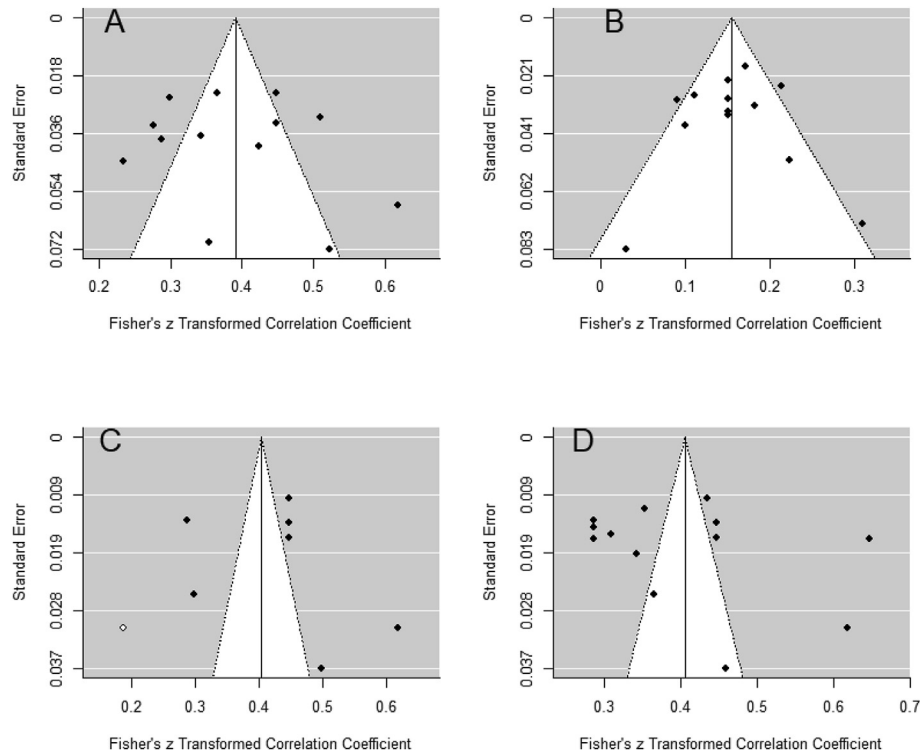 A
Standard Error
0
0.018
0.036
0.054
0.072
0.2 0.3 0.4 0.5 0.6
Fisher's z Transformed Correlation Coefficient
B
Standard Error
0
0.021
0.041
0.062
0.083
0 0.1 0.2 0.3
Fisher's z Transformed Correlation Coefficient
C
Standard Error
0
0.009
0.019
0.028
0.037
0.2 0.3 0.4 0.5 0.6
Fisher's z Transformed Correlation Coefficient
D
Standard Error
0
0.009
0.019
0.028
0.037
0.3 0.4 0.5 0.6 0.7
Fisher's z Transformed Correlation Coefficient